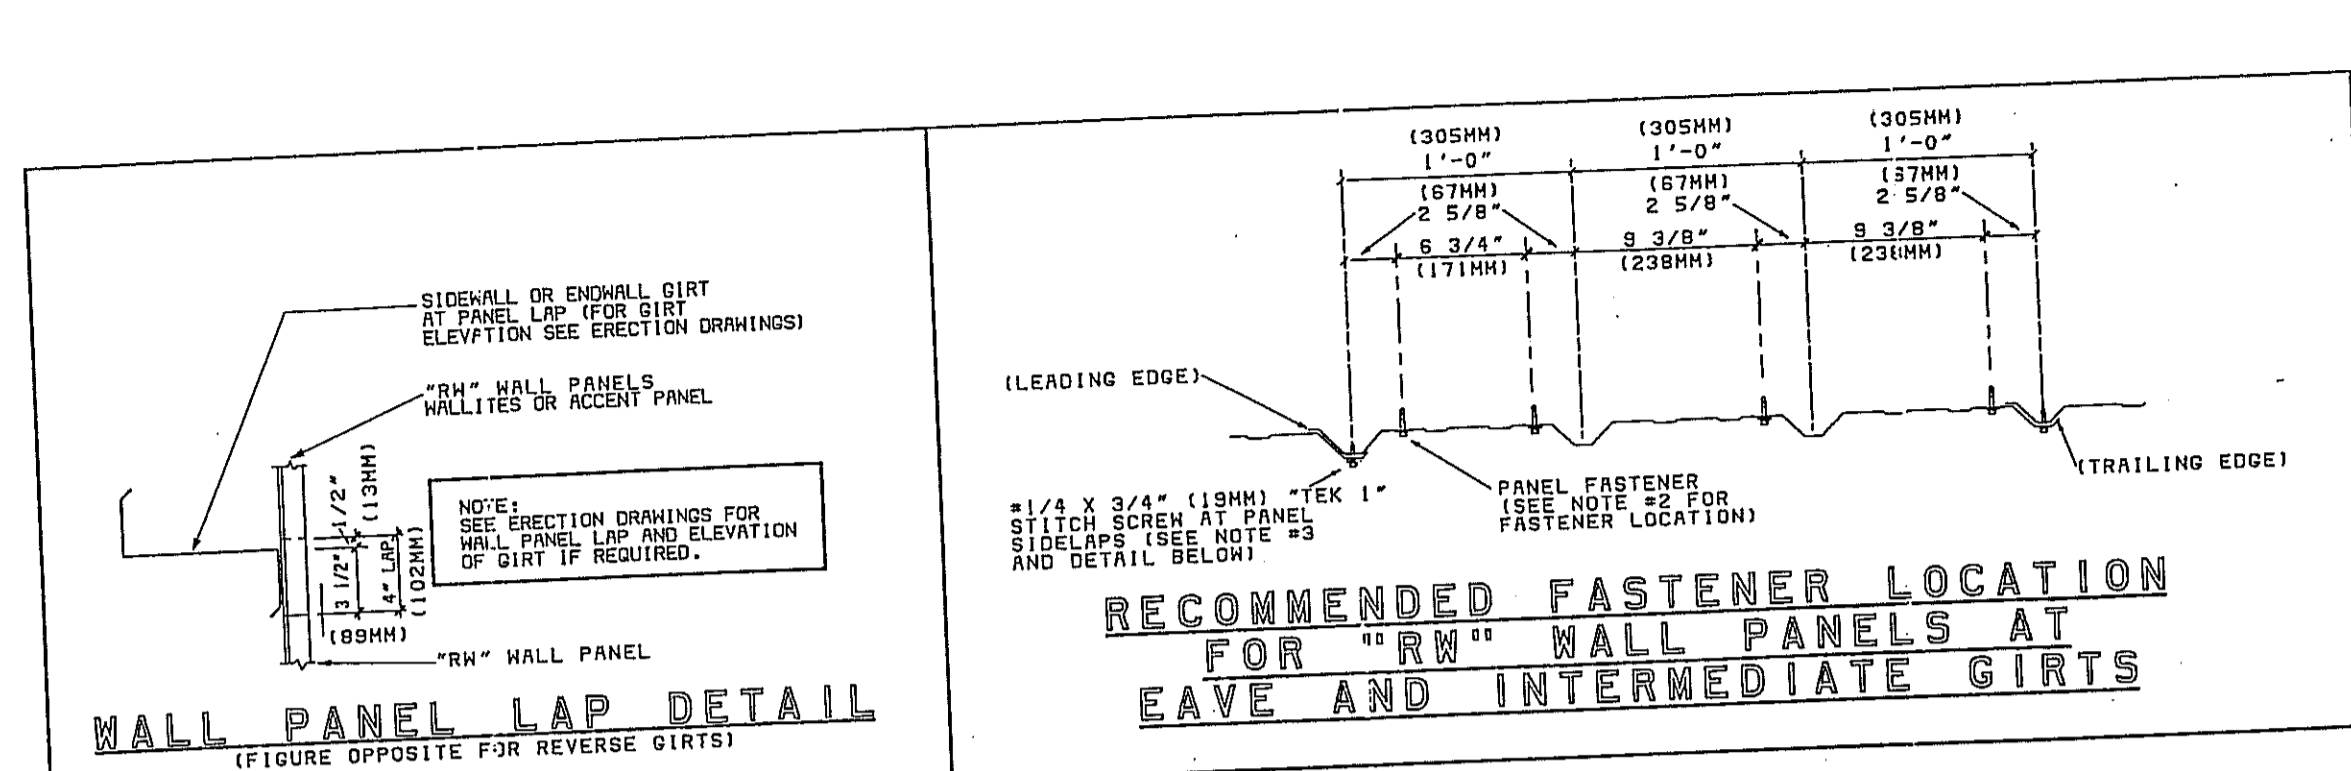 SIDEWALL OR ENDWALL GIRT
AT PANEL LAP (FOR GIRT
ELEVATION SEE ERECTION DRAWINGS)
"RW" WALL PANELS
WALLITES OR ACCENT PANEL
1/2"
(13MM)
3 1/2"
(89MM)
4" LAP
(102MM)
NOTE:
SEE ERECTION DRAWINGS FOR
WALL PANEL LAP AND ELEVATION
OF GIRT IF REQUIRED.
"RW" WALL PANEL
WALL PANEL LAP DETAIL
(FIGURE OPPOSITE FOR REVERSE GIRTS)
(305MM) (305MM) (305MM)
1'-0" 1'-0" 1'-0"
(67MM) (67MM) (67MM)
2 5/8" 2 5/8" 2 5/8"
6 3/4" 9 3/8" 9 3/8"
(171MM) (238MM) (238MM)
(LEADING EDGE)
(TRAILING EDGE)
#1/4 X 3/4" (19MM) "TEK 1"
STITCH SCREW AT PANEL
SIDELAPS (SEE NOTE #3
AND DETAIL BELOW)
PANEL FASTENER
(SEE NOTE #2 FOR
FASTENER LOCATION)
RECOMMENDED FASTENER LOCATION
FOR "RW" WALL PANELS AT
EAVE AND INTERMEDIATE GIRTS